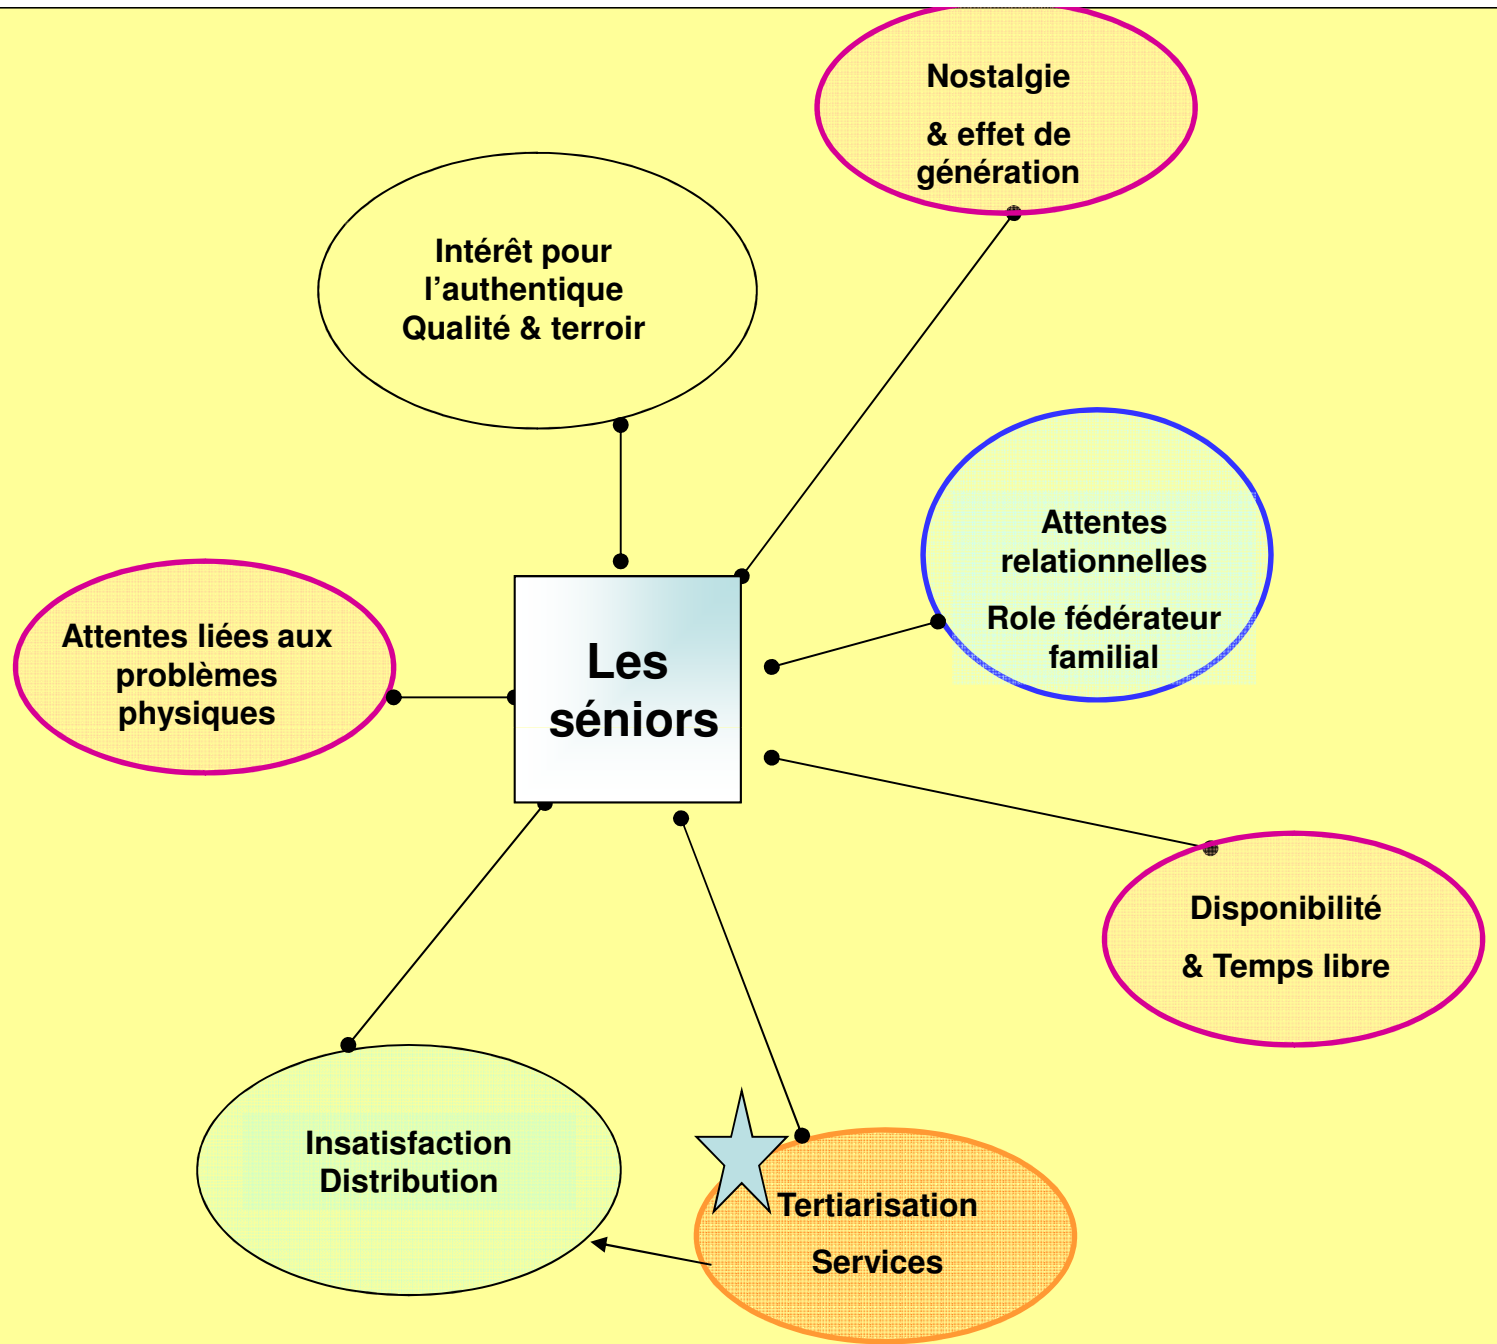 Nostalgie
& effet de
génération
Intérêt pour
l’authentique
Qualité & terroir
Attentes
relationnelles
Role fédérateur
familial
Attentes liées aux
problèmes
physiques
Les
séniors
Disponibilité
& Temps libre
Insatisfaction
Distribution
Tertiarisation
Services